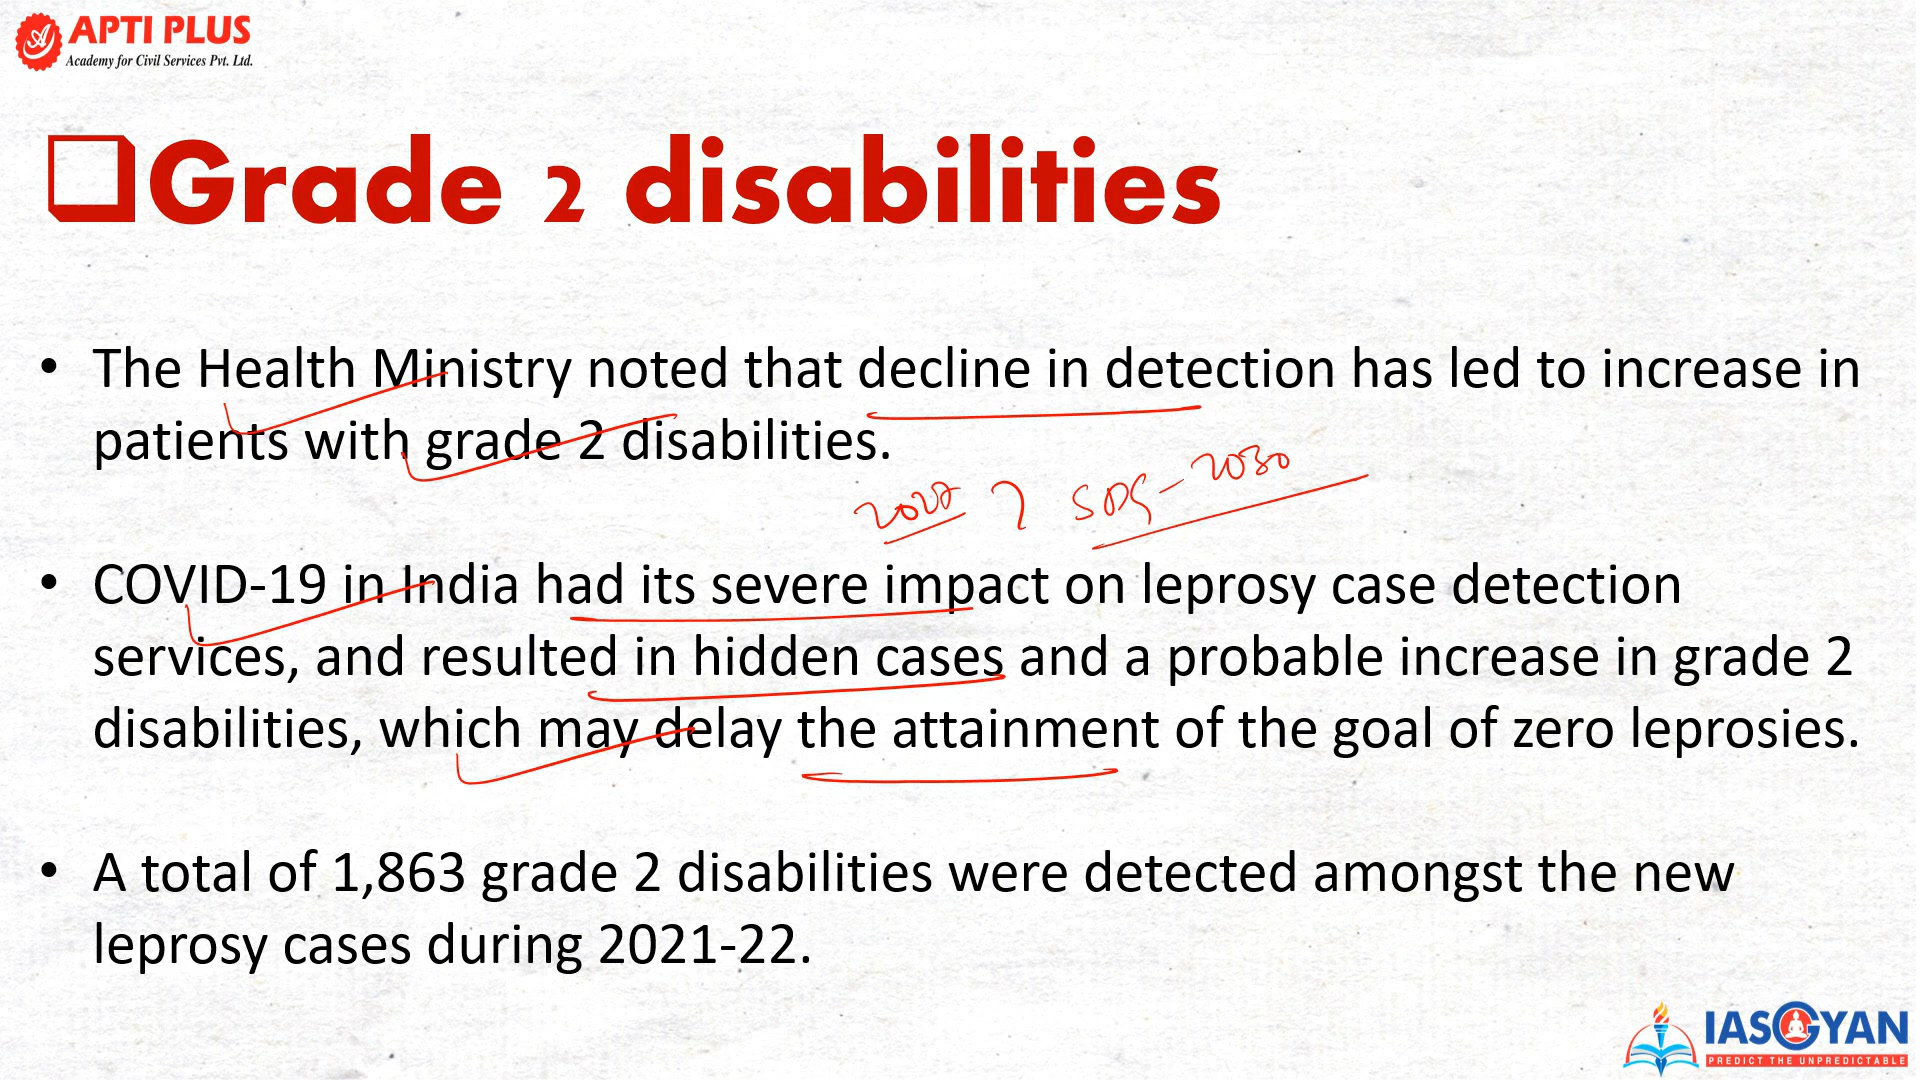 APTI PLUS
Academy for Civil Services Pvt. Ltd.
Grade 2 disabilities
• The Health Ministry noted that decline in detection has led to increase in
patients with grade 2 disabilities.
2027 ? SDG-2030
• COVID-19 in India had its severe impact on leprosy case detection
services, and resulted in hidden cases and a probable increase in grade 2
disabilities, which may delay the attainment of the goal of zero leprosies.
• A total of 1,863 grade 2 disabilities were detected amongst the new
leprosy cases during 2021-22.
IASGYAN
PREDICT THE UNPREDICTABLE